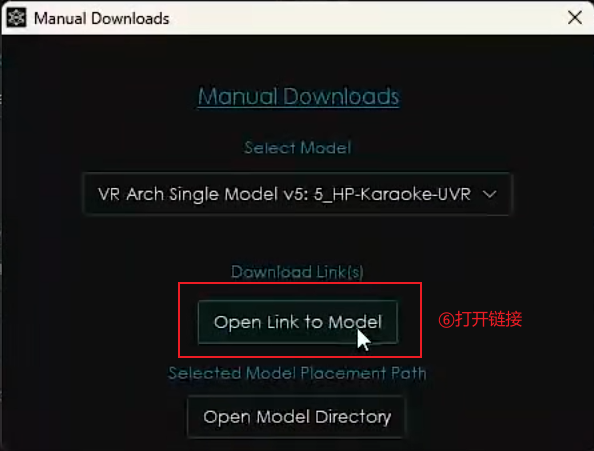 Manual Downloads
Manual Downloads
Select Model
VR Arch Single Model v5: 5_HP-Karaoke-UVR
Download Link(s)
Open Link to Model
⑥打开链接
Selected Model Placement Path
Open Model Directory